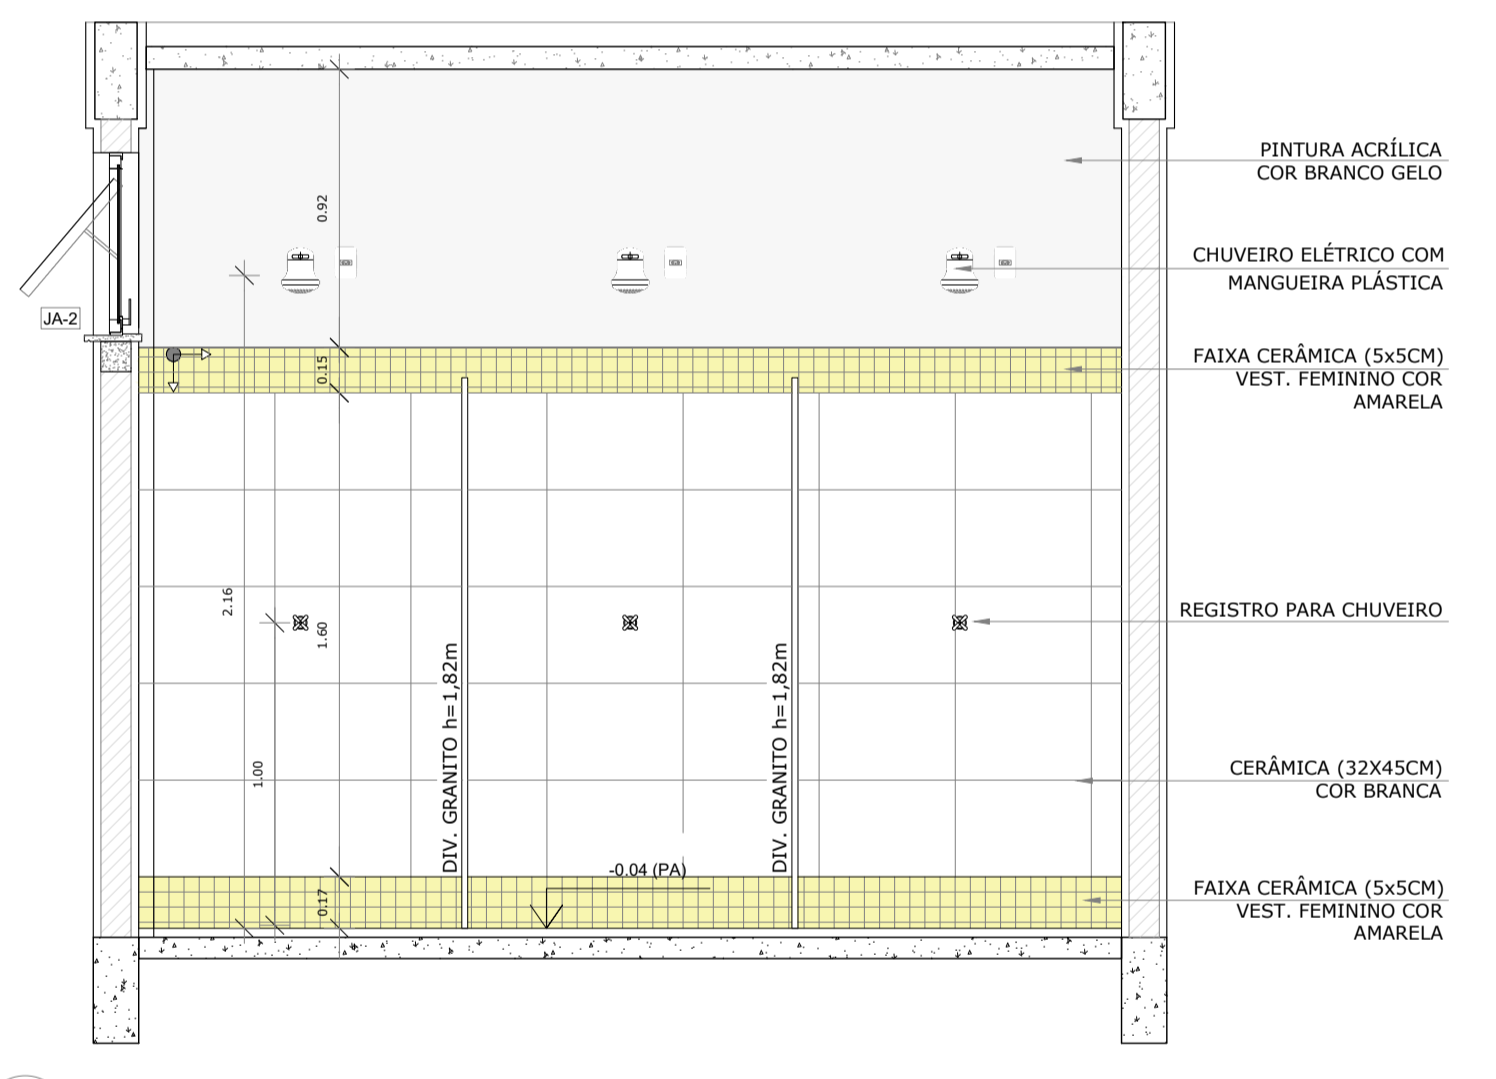 PINTURA ACRÍLICA
COR BRANCO GELO
0.92
CHUVEIRO ELÉTRICO COM
MANGUEIRA PLÁSTICA
JA-2
0.15
FAIXA CERÂMICA (5x5CM)
VEST. FEMININO COR
AMARELA
2.16
1.60
REGISTRO PARA CHUVEIRO
DIV. GRANITO h=1,82m
DIV. GRANITO h=1,82m
1.00
CERÂMICA (32X45CM)
COR BRANCA
-0.04 (PA)
0.17
FAIXA CERÂMICA (5x5CM)
VEST. FEMININO COR
AMARELA